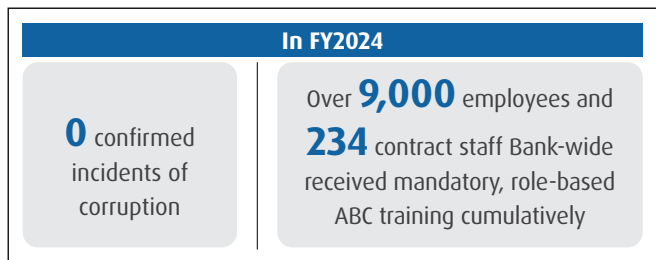 In FY2024
0 confirmed
incidents of
corruption
Over 9,000 employees and
234 contract staff Bank-wide
received mandatory, role-based
ABC training cumulatively